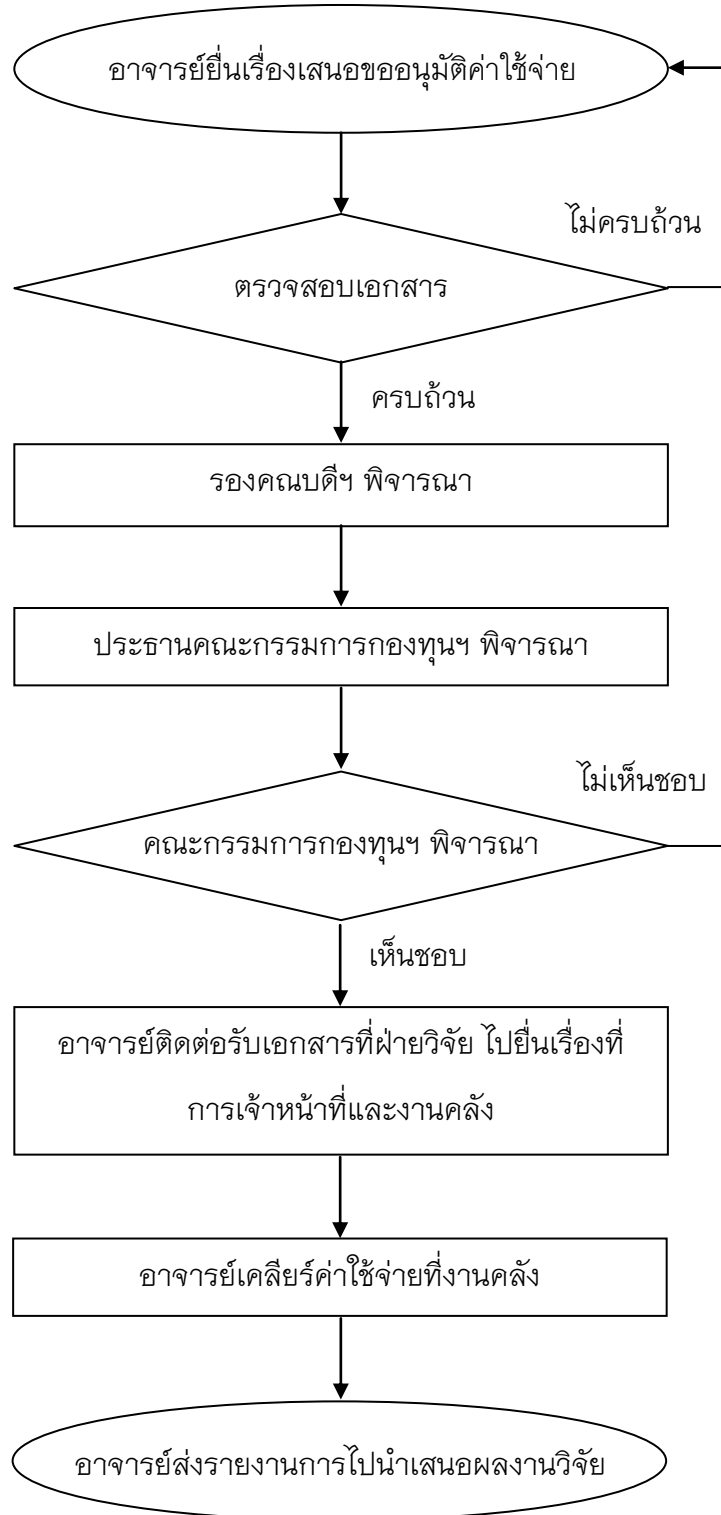 อาจารย์ยื่นเรื่องเสนอขออนุมัติค่าใช้จ่าย
ไม่ครบถ้วน
ตรวจสอบเอกสาร
ครบถ้วน
รองคณบดีฯ พิจารณา
ประธานคณะกรรมการกองทุนฯ พิจารณา
ไม่เห็นชอบ
คณะกรรมการกองทุนฯ พิจารณา
เห็นชอบ
อาจารย์ติดต่อรับเอกสารที่ฝ่ายวิจัย ไปยื่นเรื่องที่
การเจ้าหน้าที่และงานคลัง
อาจารย์เคลียร์ค่าใช้จ่ายที่งานคลัง
อาจารย์ส่งรายงานการไปนำเสนอผลงานวิจัย